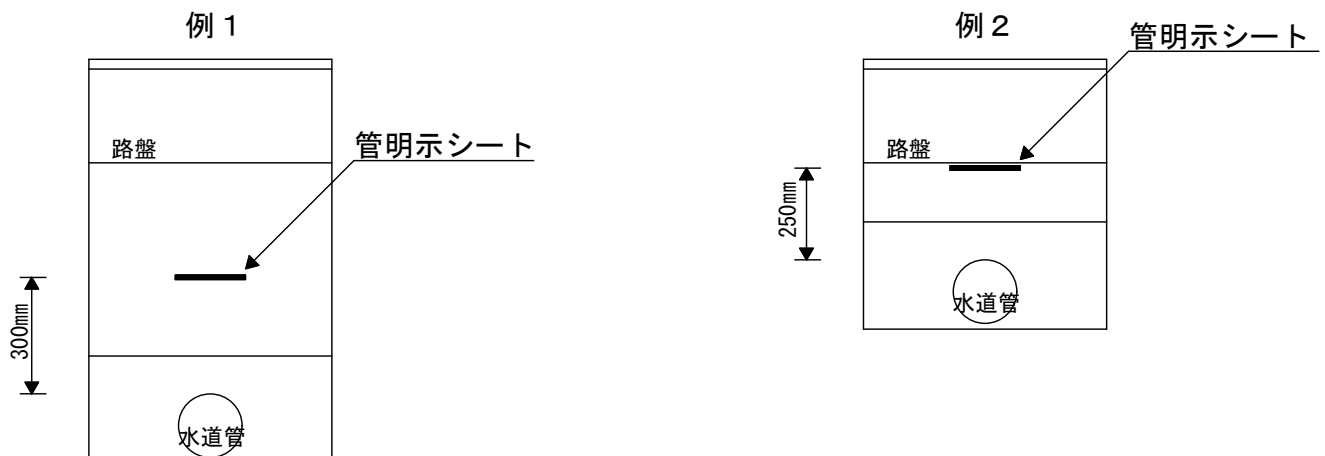 例１
管明示シート
路盤
300mm
水道管
例２
管明示シート
路盤
250mm
水道管